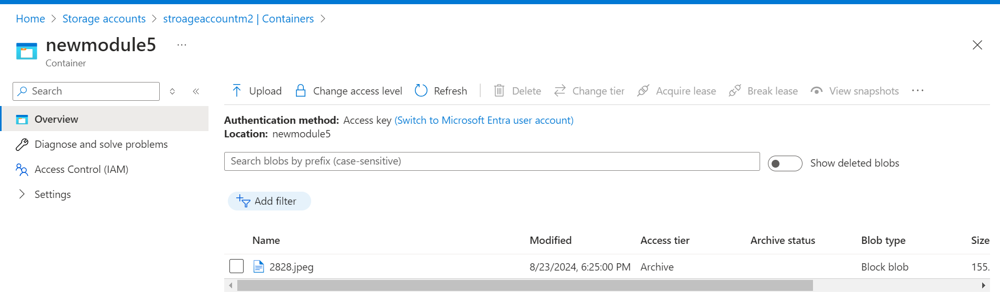 Home > Storage accounts > stroageaccountm2 | Containers >
newmodule5 ...
Container
Search
Overview
Diagnose and solve problems
Access Control (IAM)
Settings
Upload Change access level Refresh Delete Change tier Acquire lease Break lease View snapshots ...
Authentication method: Access key (Switch to Microsoft Entra user account)
Location: newmodule5
Search blobs by prefix (case-sensitive)
Show deleted blobs
Add filter
Name Modified Access tier Archive status Blob type Size
2828.jpeg 8/23/2024, 6:25:00 PM Archive Block blob 155.